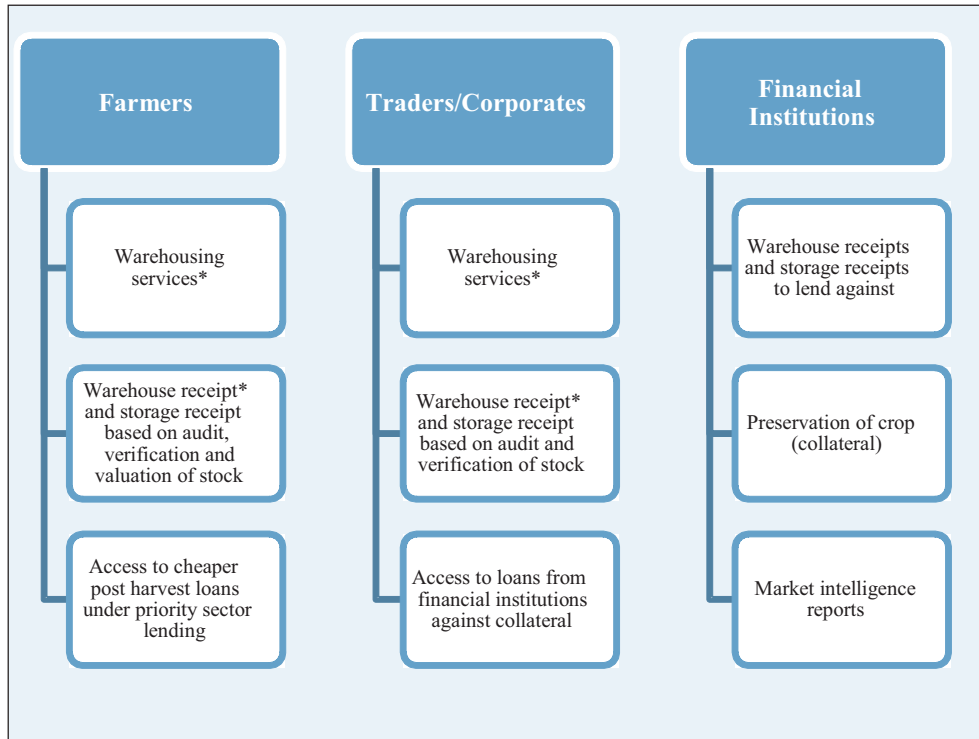 Farmers
Warehousing
services*
Warehouse receipt*
and storage receipt
based on audit,
verification and
valuation of stock
Access to cheaper
post harvest loans
under priority sector
lending
Traders/Corporates
Warehousing
services*
Warehouse receipt*
and storage receipt
based on audit and
verification of stock
Access to loans from
financial institutions
against collateral
Financial
Institutions
Warehouse receipts
and storage receipts
to lend against
Preservation of crop
(collateral)
Market intelligence
reports